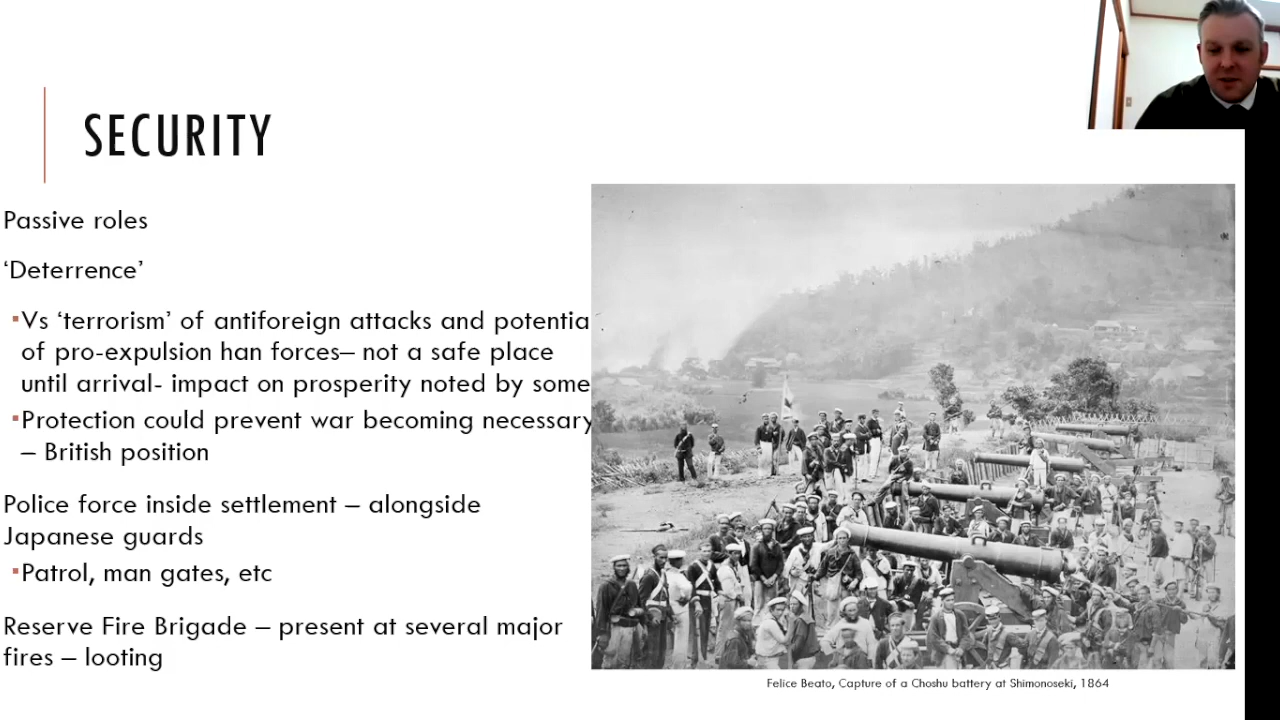 SECURITY
Passive roles
‘Deterrence’
▪Vs ‘terrorism’ of antiforeign attacks and potentia
of pro-expulsion han forces– not a safe place
until arrival- impact on prosperity noted by some
▪Protection could prevent war becoming necessary
– British position
Police force inside settlement – alongside
Japanese guards
▪Patrol, man gates, etc
Reserve Fire Brigade – present at several major
fires – looting
Felice Beato, Capture of a Choshu battery at Shimonoseki, 1864